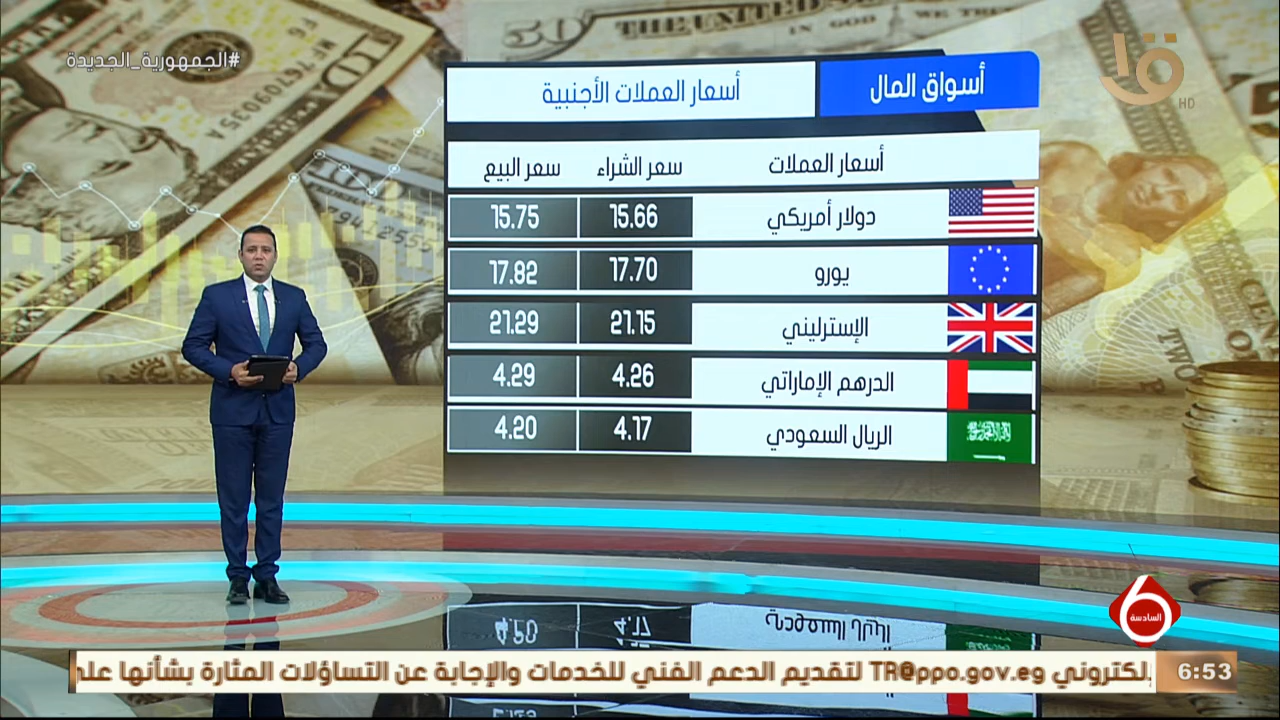 #الجمهورية_الجديدة
HD
أسواق المال
أسعار العملات الأجنبية
أسعار العملات سعر الشراء سعر البيع
دولار أمريكي 15.66 15.75
يورو 17.70 17.82
الإسترليني 21.15 21.29
الدرهم الإماراتي 4.26 4.29
الريال السعودي 4.17 4.20
السادسة
6:53
لكتروني TR@ppo.gov.eg لتقديم الدعم الفني للخدمات والإجابة عن التساؤلات المثارة بشأنها على